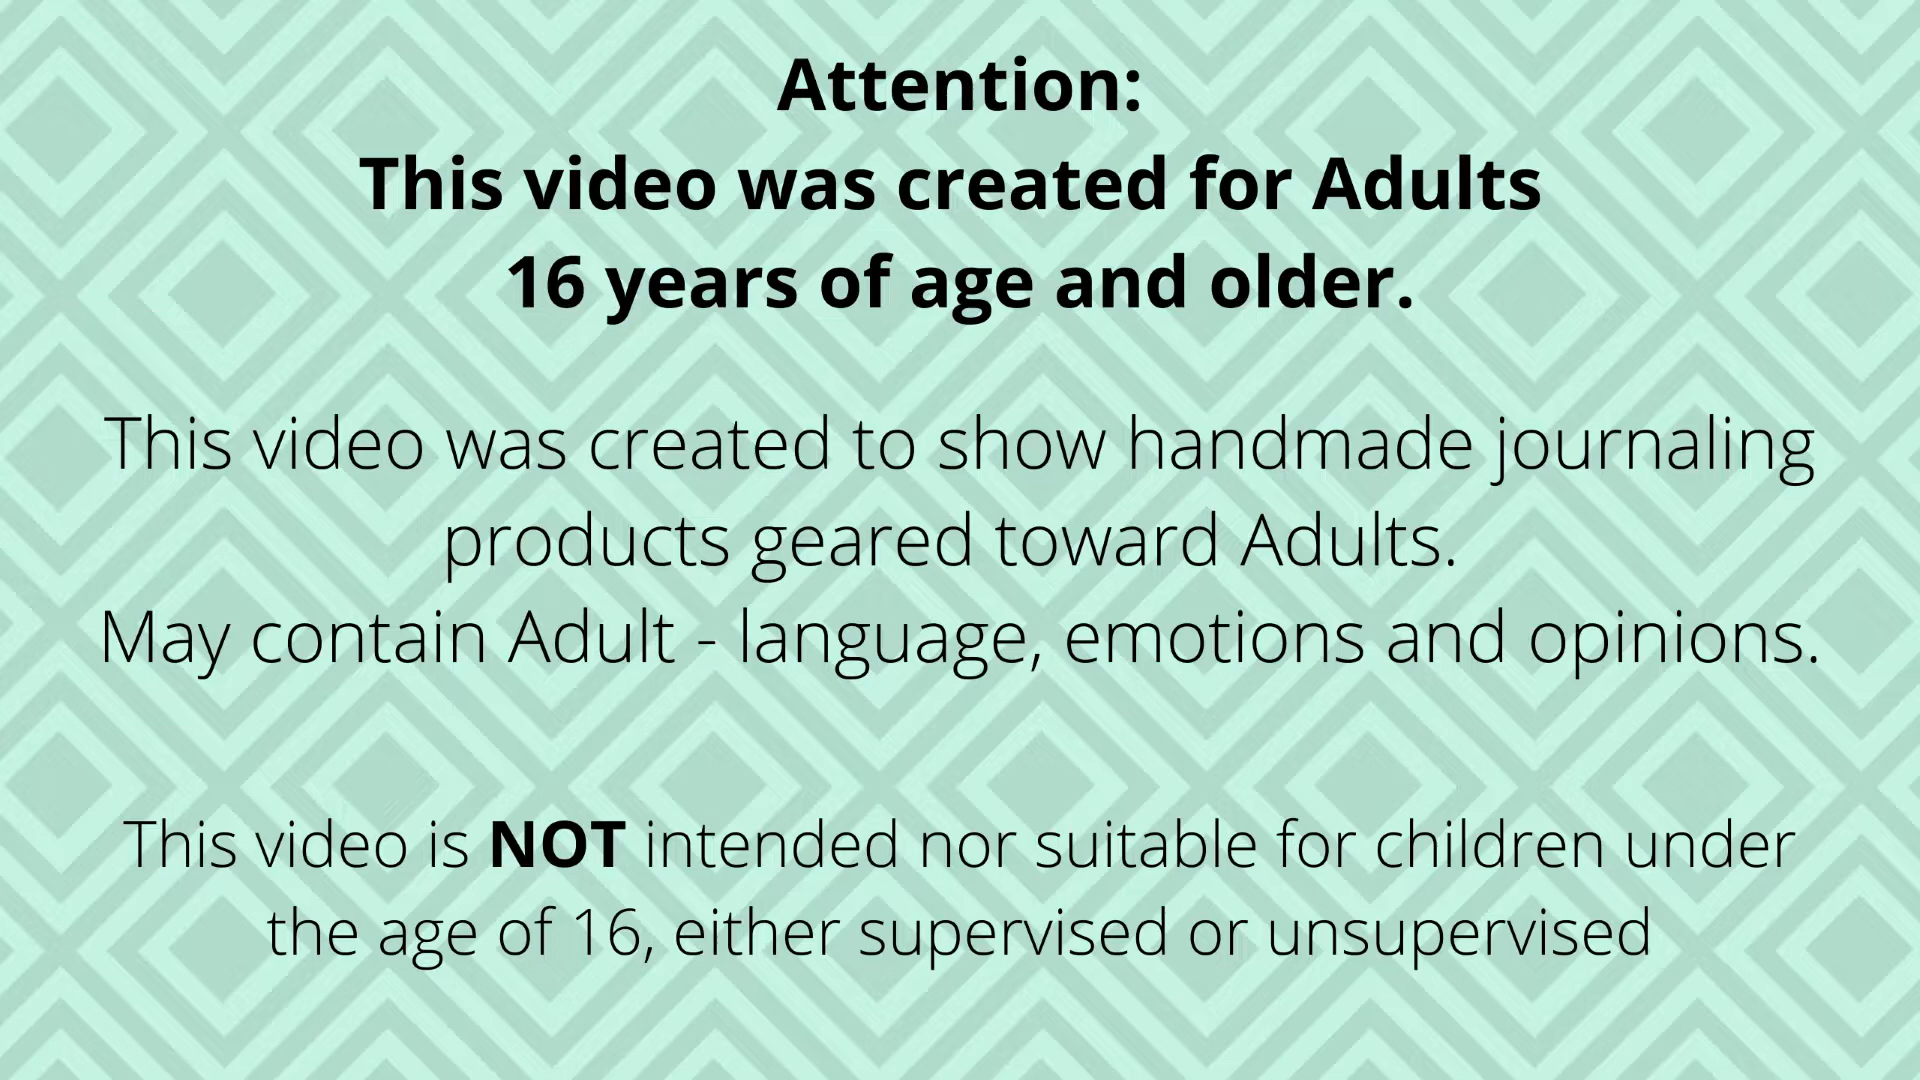 Attention:
This video was created for Adults
16 years of age and older.
This video was created to show handmade journaling
products geared toward Adults.
May contain Adult - language, emotions and opinions.
This video is NOT intended nor suitable for children under
the age of 16, either supervised or unsupervised